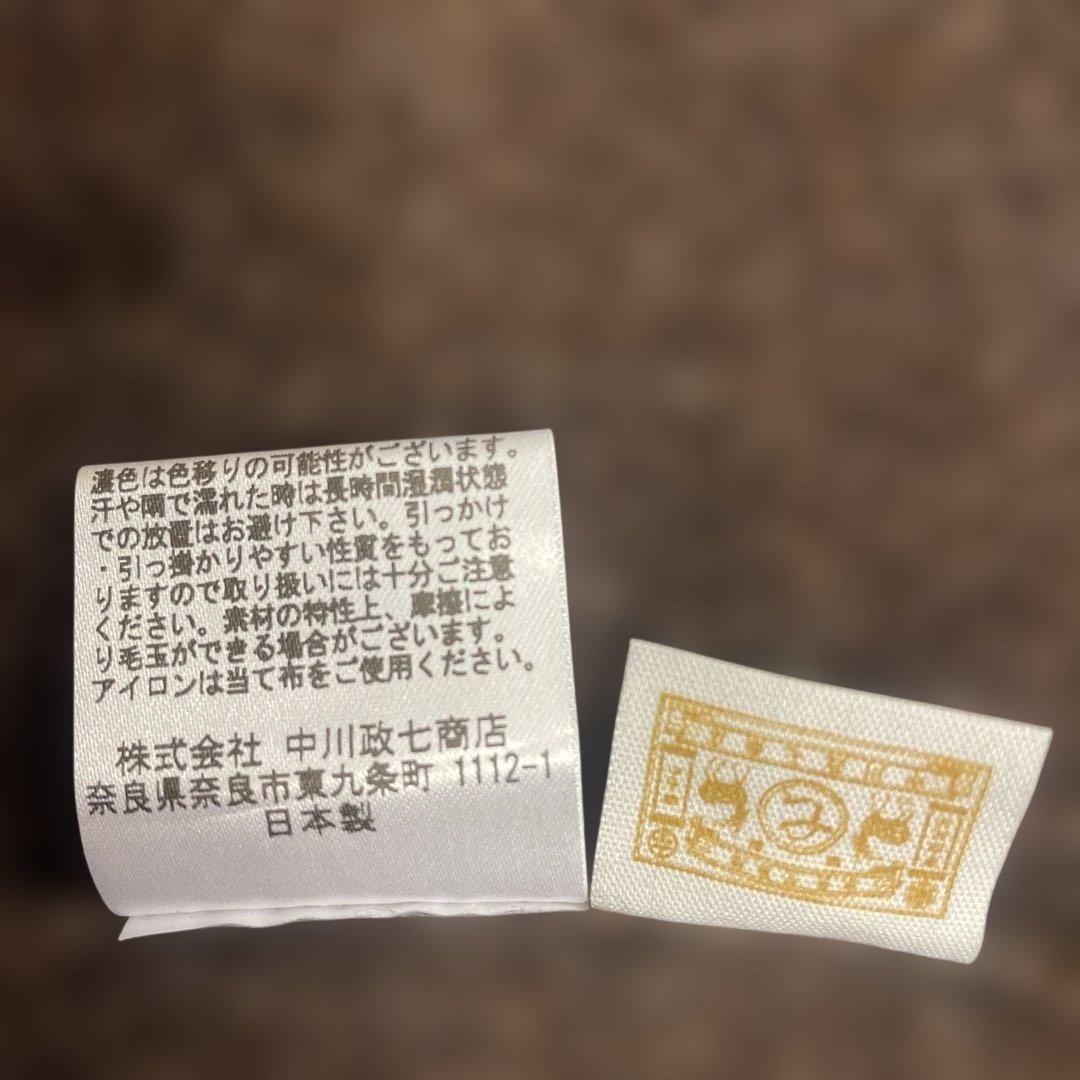 濃色は色移りの可能性がございます。
汗や雨で濡れた時は長時間湿潤状態
での放置はお避け下さい。引っかけ
・引っ掛かりやすい性質をもってお
りますので取り扱いには十分ご注意
ください。素材の特性上、摩擦によ
り毛玉ができる場合がございます。
アイロンは当て布をご使用ください。
株式会社 中川政七商店
奈良県奈良市東九条町 1112-1
日本製
み